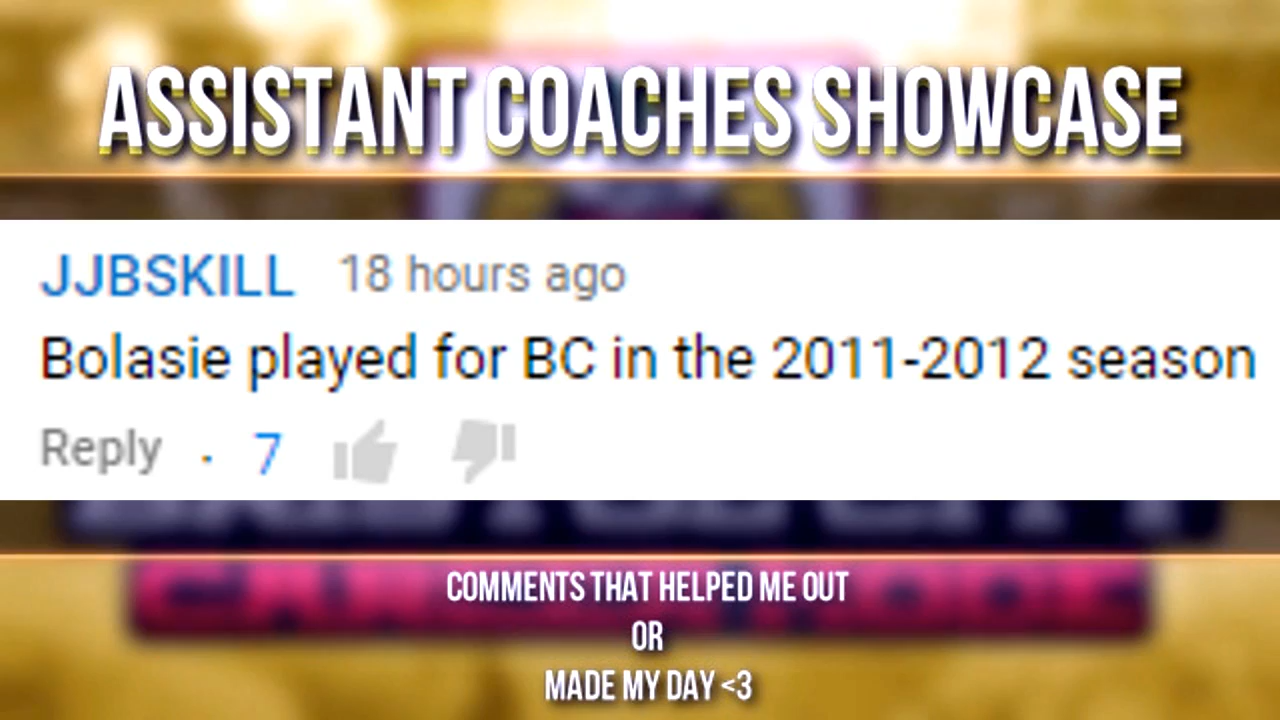 ASSISTANT COACHES SHOWCASE
JJBSKILL 18 hours ago
Bolasie played for BC in the 2011-2012 season
Reply . 7
COMMENTS THAT HELPED ME OUT
OR
MADE MY DAY <3